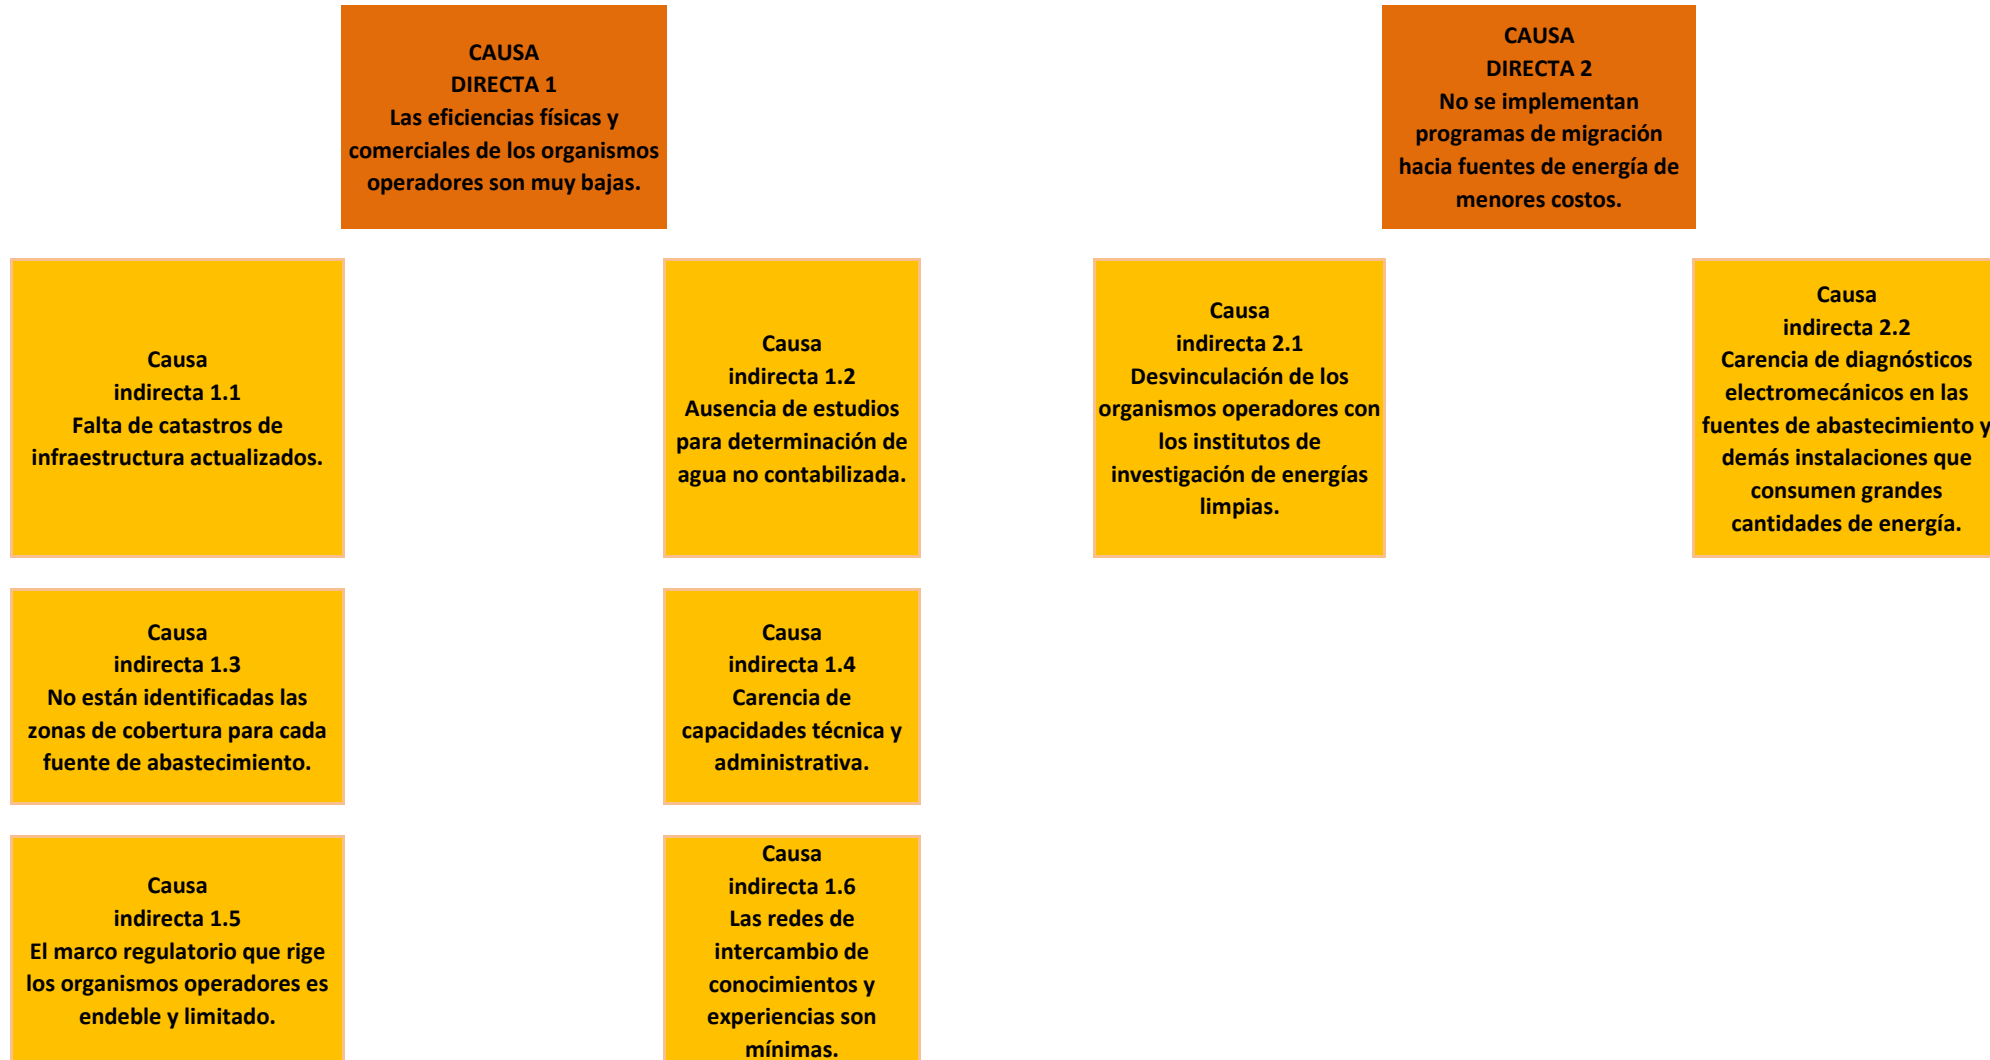 CAUSA
DIRECTA 1
Las eficiencias físicas y
comerciales de los organismos
operadores son muy bajas.
CAUSA
DIRECTA 2
No se implementan
programas de migración
hacia fuentes de energía de
menores costos.
Causa
indirecta 1.1
Falta de catastros de
infraestructura actualizados.
Causa
indirecta 1.2
Ausencia de estudios
para determinación de
agua no contabilizada.
Causa
indirecta 2.1
Desvinculación de los
organismos operadores con
los institutos de
investigación de energías
limpias.
Causa
indirecta 2.2
Carencia de diagnósticos
electromecánicos en las
fuentes de abastecimiento y
demás instalaciones que
consumen grandes
cantidades de energía.
Causa
indirecta 1.3
No están identificadas las
zonas de cobertura para cada
fuente de abastecimiento.
Causa
indirecta 1.4
Carencia de
capacidades técnica y
administrativa.
Causa
indirecta 1.5
El marco regulatorio que rige
los organismos operadores es
endeble y limitado.
Causa
indirecta 1.6
Las redes de
intercambio de
conocimientos y
experiencias son
mínimas.